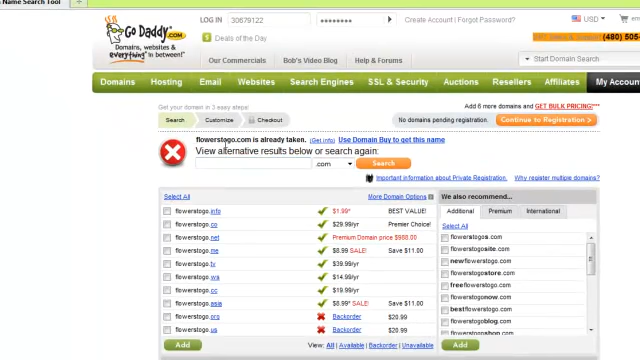 Name Search Tool
Go Daddy.COM
Domains, websites &
everything in between!
LOG IN 30679122
Create Account | Forgot Password?
USD
em
Deals of the Day
(480) 505-
Our Commercials
Bob's Video Blog
Help & Forums
Start Domain Search
Domains
Hosting
Email
Websites
Search Engines
SSL & Security
Auctions
Resellers
Affiliates
My Accoun
Get your domain in 3 easy steps:
Add 6 more domains and GET BULK PRICING!***
Search
Customize
Checkout
No domains pending registration.
Continue to Registration
flowerstogo.com is already taken. (Get info) Use Domain Buy to get this name
View alternative results below or search again:
.com
Search
Important information about Private Registration.
Why register multiple domains?
Select All
More Domain Options
flowerstogo.info $1.99* BEST VALUE!
flowerstogo.co $29.99/yr Premier Choice!
flowerstogo.net Premium Domain price $988.00
flowerstogo.me $8.99 SALE! Save $11.00
flowerstogo.tv $39.99/yr
flowerstogo.ws $14.99/yr
flowerstogo.cc $19.99/yr
flowerstogo.asia $8.99* SALE! Save $11.00
flowerstogo.org Backorder $20.99
flowerstogo.us Backorder $20.99
Add
View: All | Available | Backorder | Unavailable
We also recommend...
Additional
Premium
International
Select All
flowerstogos.com
flowerstogosite.com
newflowerstogo.com
flowerstogostore.com
freeflowerstogo.com
flowerstogonow.com
bestflowerstogo.com
flowerstogoblog.com
flowerstogoshop.com
Add